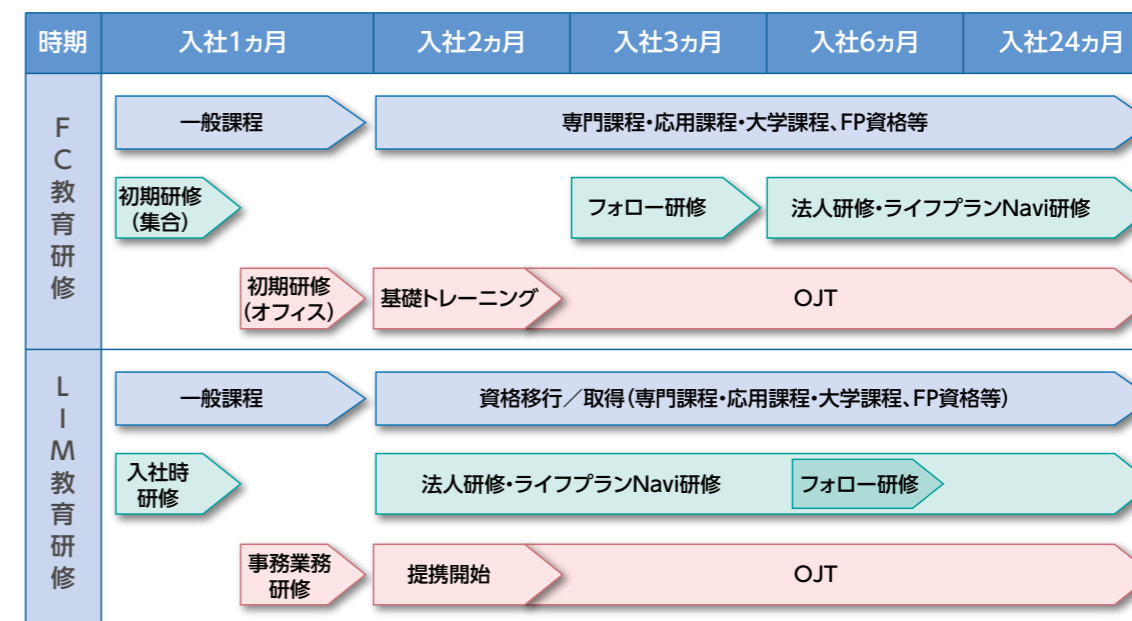 時期 入社1ヵ月 入社2ヵ月 入社3ヵ月 入社6ヵ月 入社24ヵ月
FC教育研修
一般課程 専門課程・応用課程・大学課程、FP資格等
初期研修
（集合）
フォロー研修 法人研修・ライフプランNavi研修
初期研修
（オフィス）
基礎トレーニング OJT
LIM教育研修
一般課程 資格移行／取得（専門課程・応用課程・大学課程、FP資格等）
入社時
研修
法人研修・ライフプランNavi研修 フォロー研修
事務業務
研修
提携開始 OJT